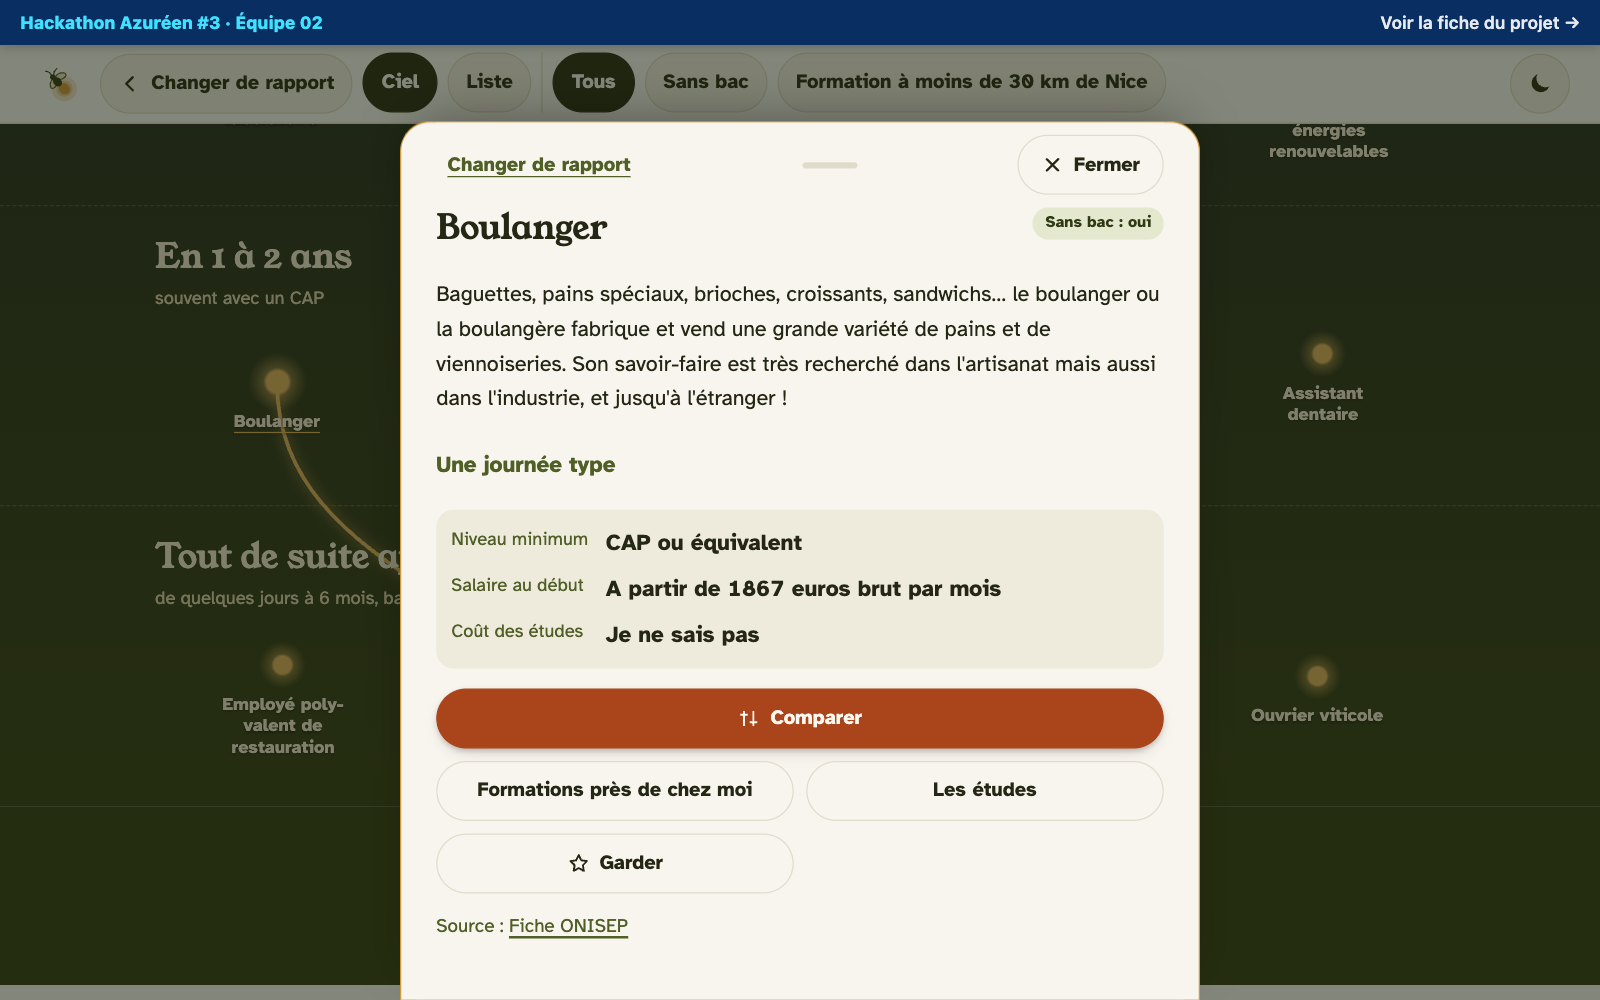 Hackathon Azuréen #3 · Équipe 02
Voir la fiche du projet →
Changer de rapport
Ciel
Liste
Tous
Sans bac
Formation à moins de 30 km de Nice
énergies
renouvelables
En 1 à 2 ans
souvent avec un CAP
Boulanger
Assistant
dentaire
Tout de suite a
de quelques jours à 6 mois, ba
Employé poly-
valent de
restauration
Ouvrier viticole
Changer de rapport
Fermer
Boulanger
Sans bac : oui
Baguettes, pains spéciaux, brioches, croissants, sandwichs... le boulanger ou
la boulangère fabrique et vend une grande variété de pains et de
viennoiseries. Son savoir-faire est très recherché dans l'artisanat mais aussi
dans l'industrie, et jusqu'à l'étranger !
Une journée type
Niveau minimum CAP ou équivalent
Salaire au début A partir de 1867 euros brut par mois
Coût des études Je ne sais pas
Comparer
Formations près de chez moi
Les études
Garder
Source : Fiche ONISEP